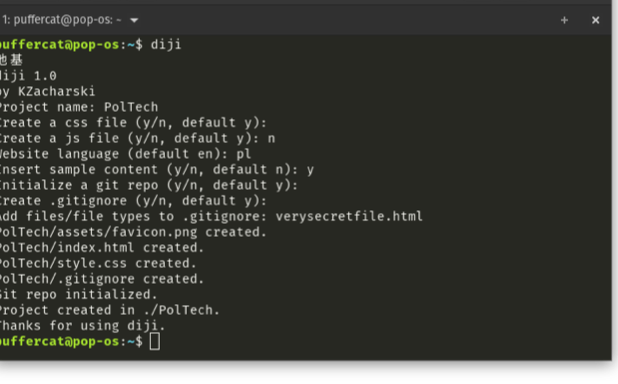 1: puffercat@pop-os: ~
puffercat@pop-os:~$ diji
地基
diji 1.0
by KZacharski
Project name: PolTech
Create a css file (y/n, default y):
Create a js file (y/n, default y): n
Website language (default en): pl
Insert sample content (y/n, default n): y
Initialize a git repo (y/n, default y):
Create .gitignore (y/n, default y):
Add files/file types to .gitignore: verysecretfile.html
PolTech/assets/favicon.png created.
PolTech/index.html created.
PolTech/style.css created.
PolTech/.gitignore created.
Git repo initialized.
Project created in ./PolTech.
Thanks for using diji.
puffercat@pop-os:~$